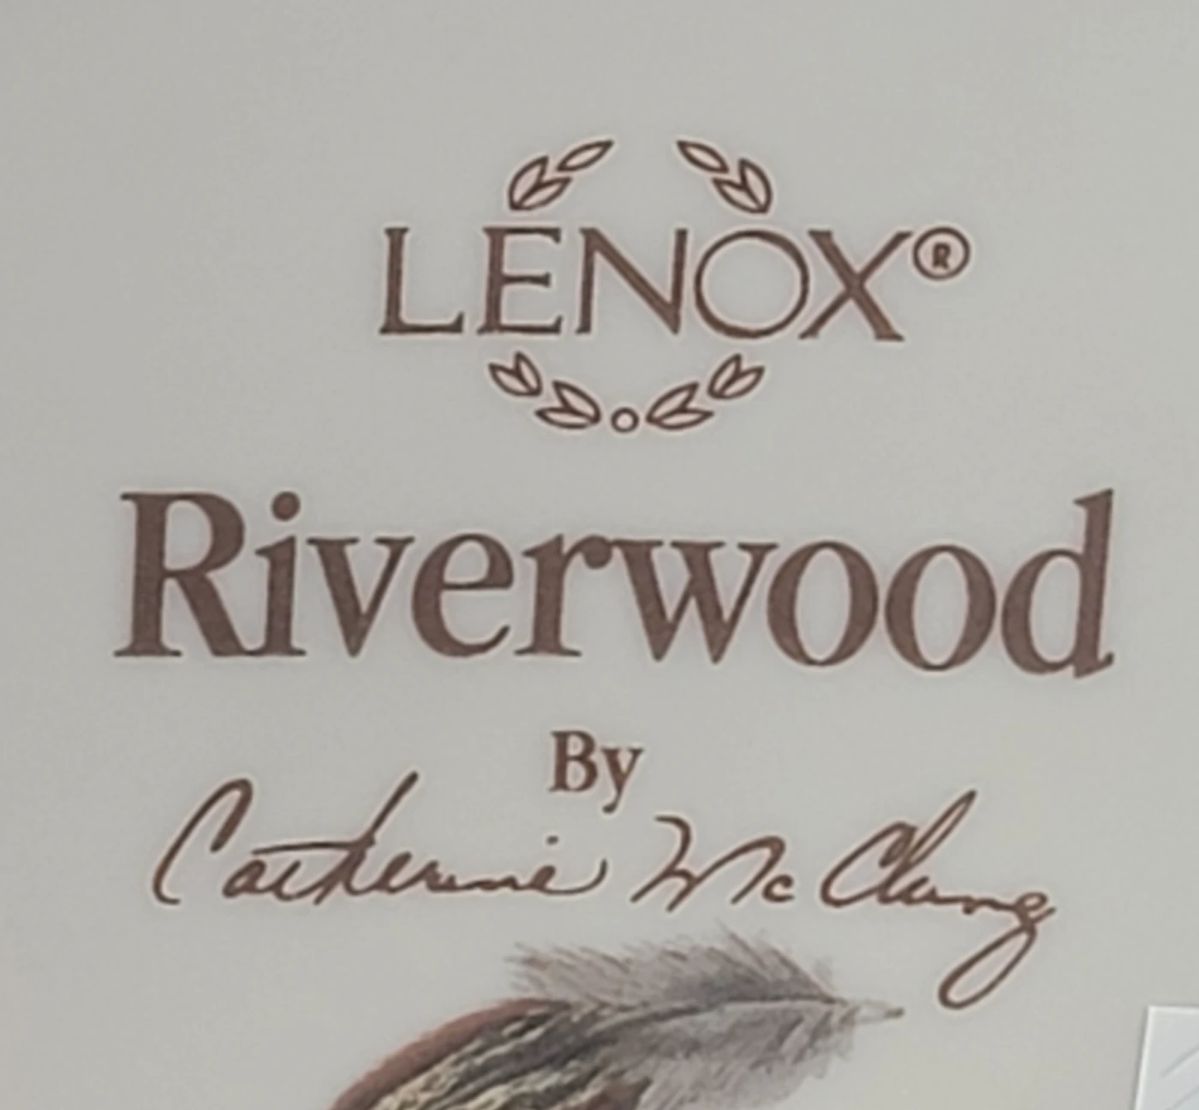 LENOX®
Riverwood
By
Catherine McClung